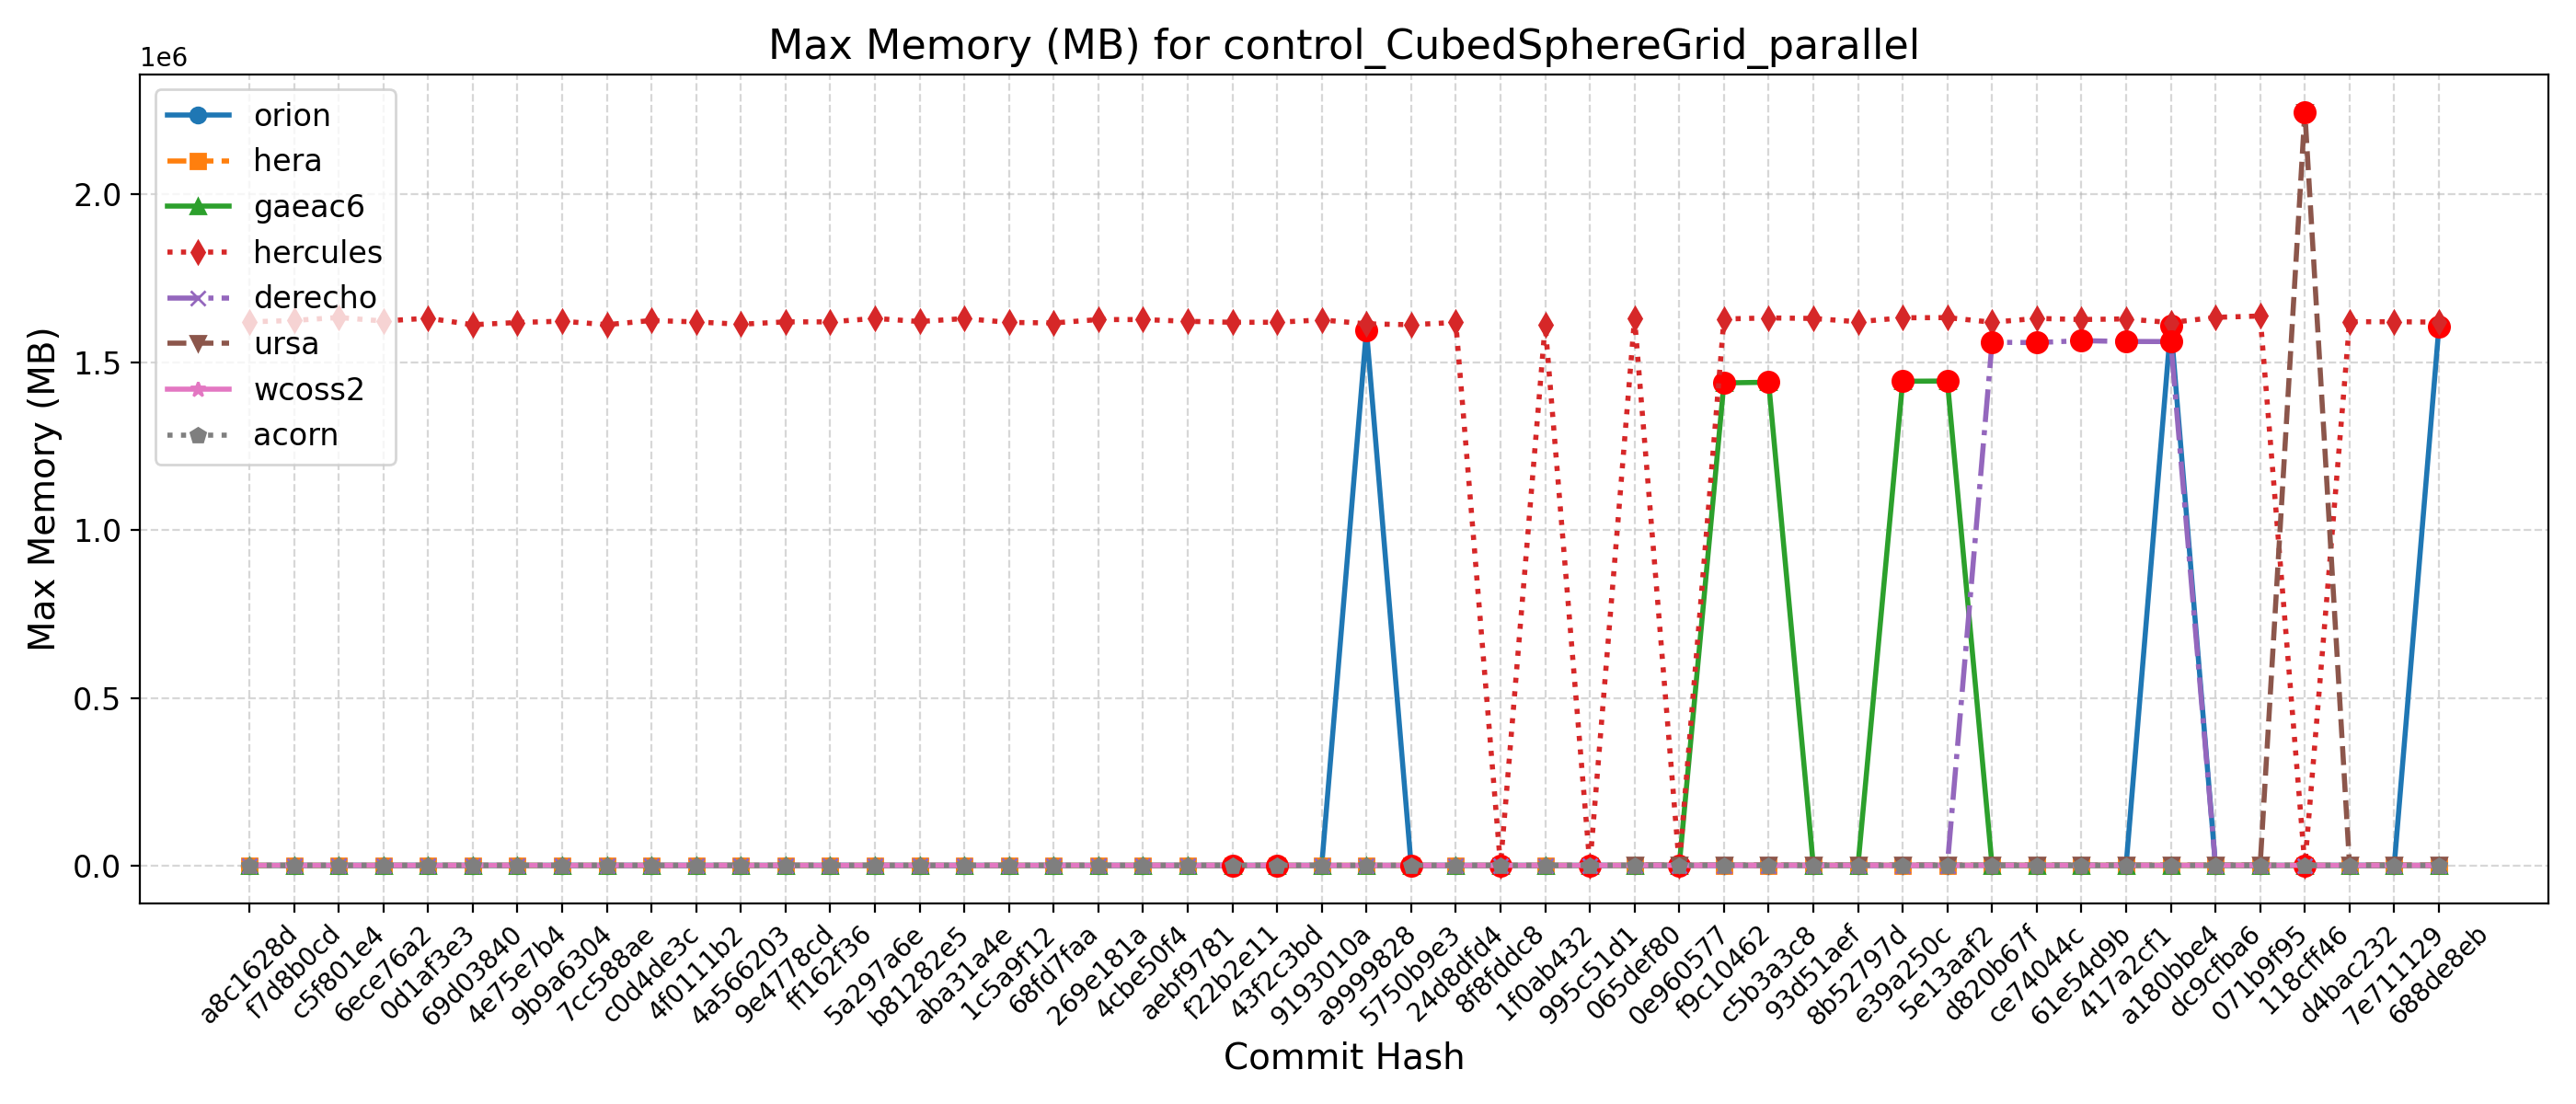 Max Memory (MB) for control_CubedSphereGrid_parallel
1e6
2.0
1.5
1.0
0.5
0.0
Max Memory (MB)
orion
hera
gaeac6
hercules
derecho
ursa
wcoss2
acorn
a8c1628d
f7d8b0cd
c5f801e4
6ece76a2
0d1af3e3
69d03840
4e75e7b4
9b9a6304
7cc588ae
c0d4de3c
4f0111b2
4a566203
9e4778cd
ff162f36
5a297a6e
b81282e5
aba31a4e
1c5a9f12
68fd7faa
269e181a
4cbe50f4
aebf9781
f22b2e11
43f2c3bd
9193010a
a9999828
5750b9e3
24d8dfd4
8f8fddc8
1f0ab432
995c51d1
065def80
0e960577
f9c10462
c5b3a3c8
93d51aef
8b52797d
e39a250c
5e13aaf2
d820b67f
ce74044c
61e54d9b
417a2cf1
a180bbe4
dc9cfba6
071b9f95
118cff46
d4bac232
7e711129
688de8eb
Commit Hash